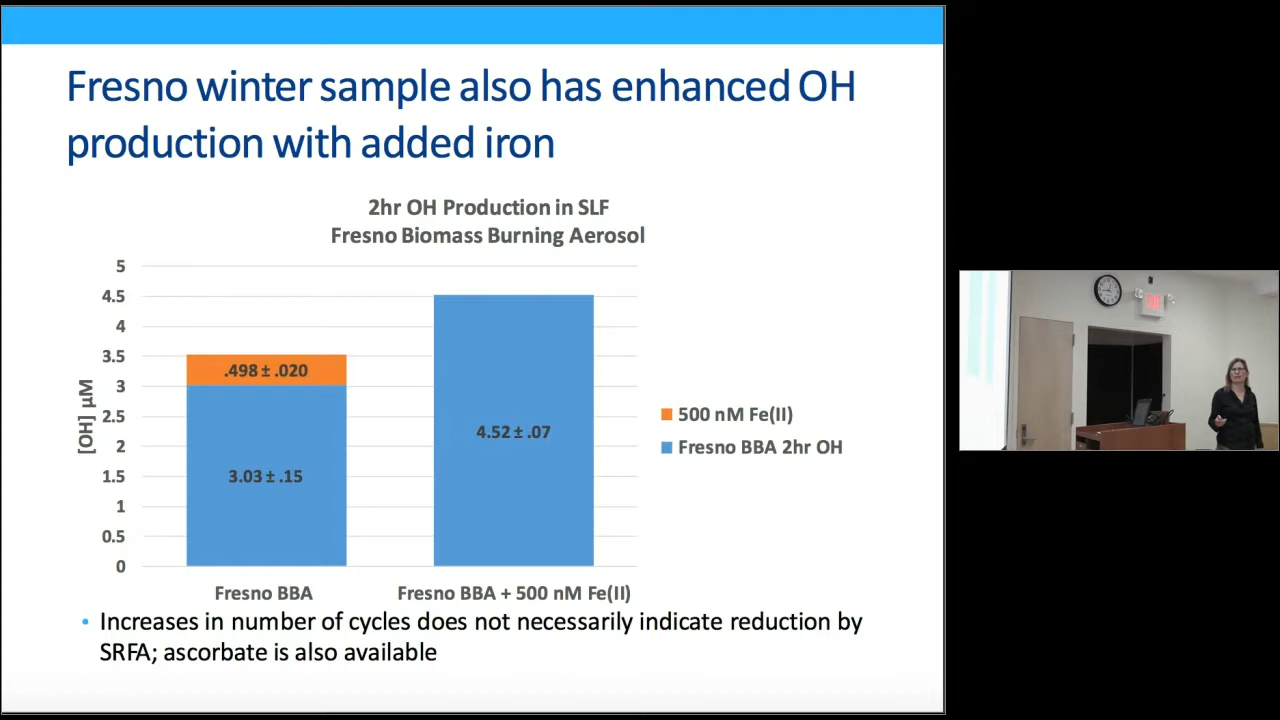 Fresno winter sample also has enhanced OH
production with added iron
2hr OH Production in SLF
Fresno Biomass Burning Aerosol
[OH] µM
5
4.5
4
3.5
3
2.5
2
1.5
1
0.5
0
.498 ± .020
3.03 ± .15
4.52 ± .07
500 nM Fe(II)
Fresno BBA 2hr OH
Fresno BBA
Fresno BBA + 500 nM Fe(II)
• Increases in number of cycles does not necessarily indicate reduction by
SRFA; ascorbate is also available